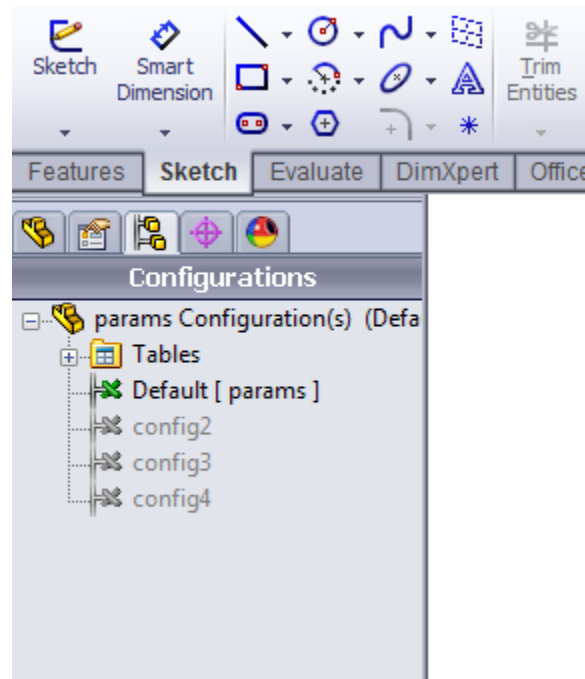 Sketch
Smart
Dimension
Trim
Entities
Features Sketch Evaluate DimXpert Office
Configurations
params Configuration(s) (Defa
Tables
Default [ params ]
config2
config3
config4